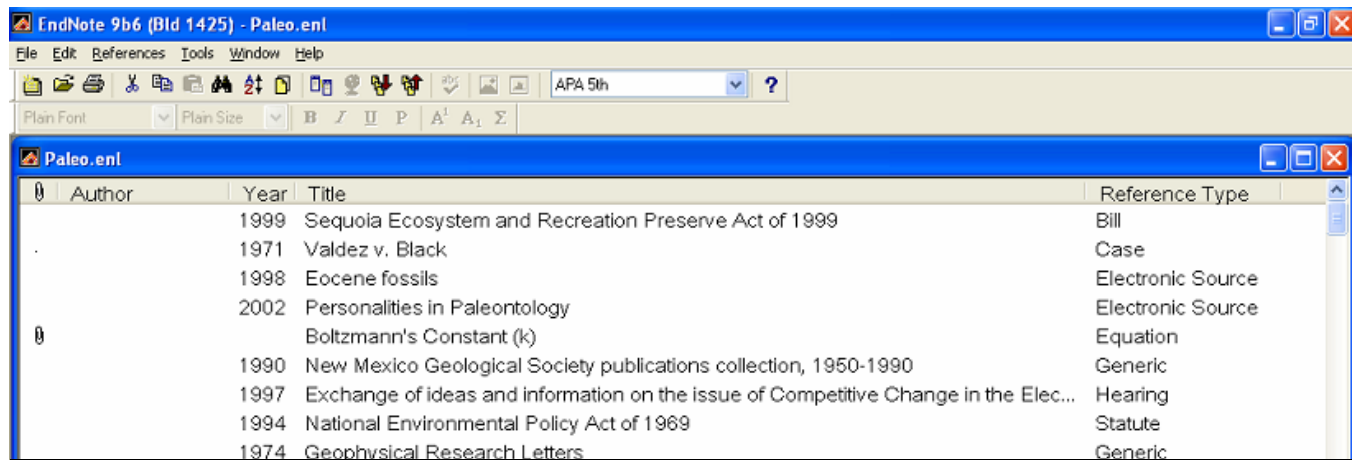 EndNote 9b6 (Bld 1425) - Paleo.enl
File Edit References Tools Window Help
APA 5th ?
Plain Font Plain Size B I U P A¹ A₁ Σ
Paleo.enl
Author Year Title Reference Type
1999 Sequoia Ecosystem and Recreation Preserve Act of 1999 Bill
1971 Valdez v. Black Case
1998 Eocene fossils Electronic Source
2002 Personalities in Paleontology Electronic Source
Boltzmann's Constant (k) Equation
1990 New Mexico Geological Society publications collection, 1950-1990 Generic
1997 Exchange of ideas and information on the issue of Competitive Change in the Elec... Hearing
1994 National Environmental Policy Act of 1969 Statute
1974 Geophysical Research Letters Generic